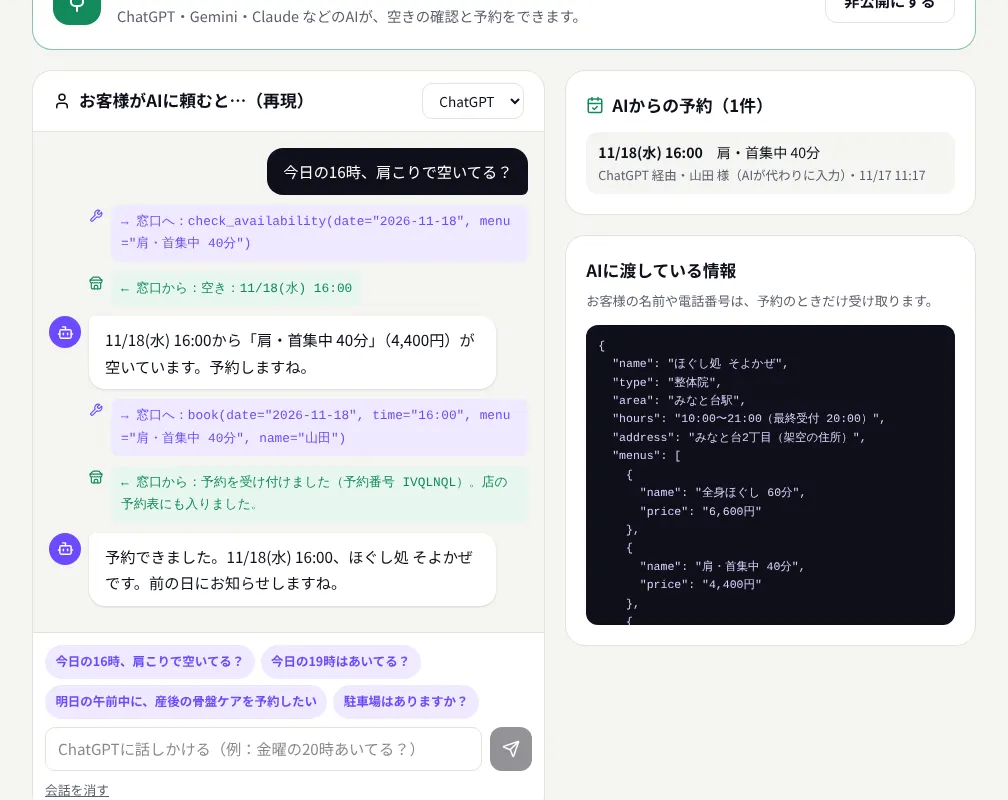 ChatGPT・Gemini・Claude などのAIが、空きの確認と予約をできます。
非公開にする
お客様がAIに頼むと…（再現）
ChatGPT
今日の16時、肩こりで空いてる？
→ 窓口へ：check_availability(date="2026-11-18", menu
="肩・首集中 40分")
← 窓口から：空き：11/18(水) 16:00
11/18(水) 16:00から「肩・首集中 40分」（4,400円）が
空いています。予約しますね。
→ 窓口へ：book(date="2026-11-18", time="16:00", menu
="肩・首集中 40分", name="山田")
← 窓口から：予約を受け付けました（予約番号 IVQLNQL）。店の
予約表にも入りました。
予約できました。11/18(水) 16:00、ほぐし処 そよかぜ
です。前の日にお知らせしますね。
今日の16時、肩こりで空いてる？
今日の19時はあいてる？
明日の午前中に、産後の骨盤ケアを予約したい
駐車場はありますか？
ChatGPTに話しかける（例：金曜の20時あいてる？）
会話を消す
AIからの予約（1件）
11/18(水) 16:00 肩・首集中 40分
ChatGPT 経由・山田 様（AIが代わりに入力）・11/17 11:17
AIに渡している情報
お客様の名前や電話番号は、予約のときだけ受け取ります。
{
"name": "ほぐし処 そよかぜ",
"type": "整体院",
"area": "みなと台駅",
"hours": "10:00〜21:00（最終受付 20:00）",
"address": "みなと台2丁目（架空の住所）",
"menus": [
{
"name": "全身ほぐし 60分",
"price": "6,600円"
},
{
"name": "肩・首集中 40分",
"price": "4,400円"
},
{